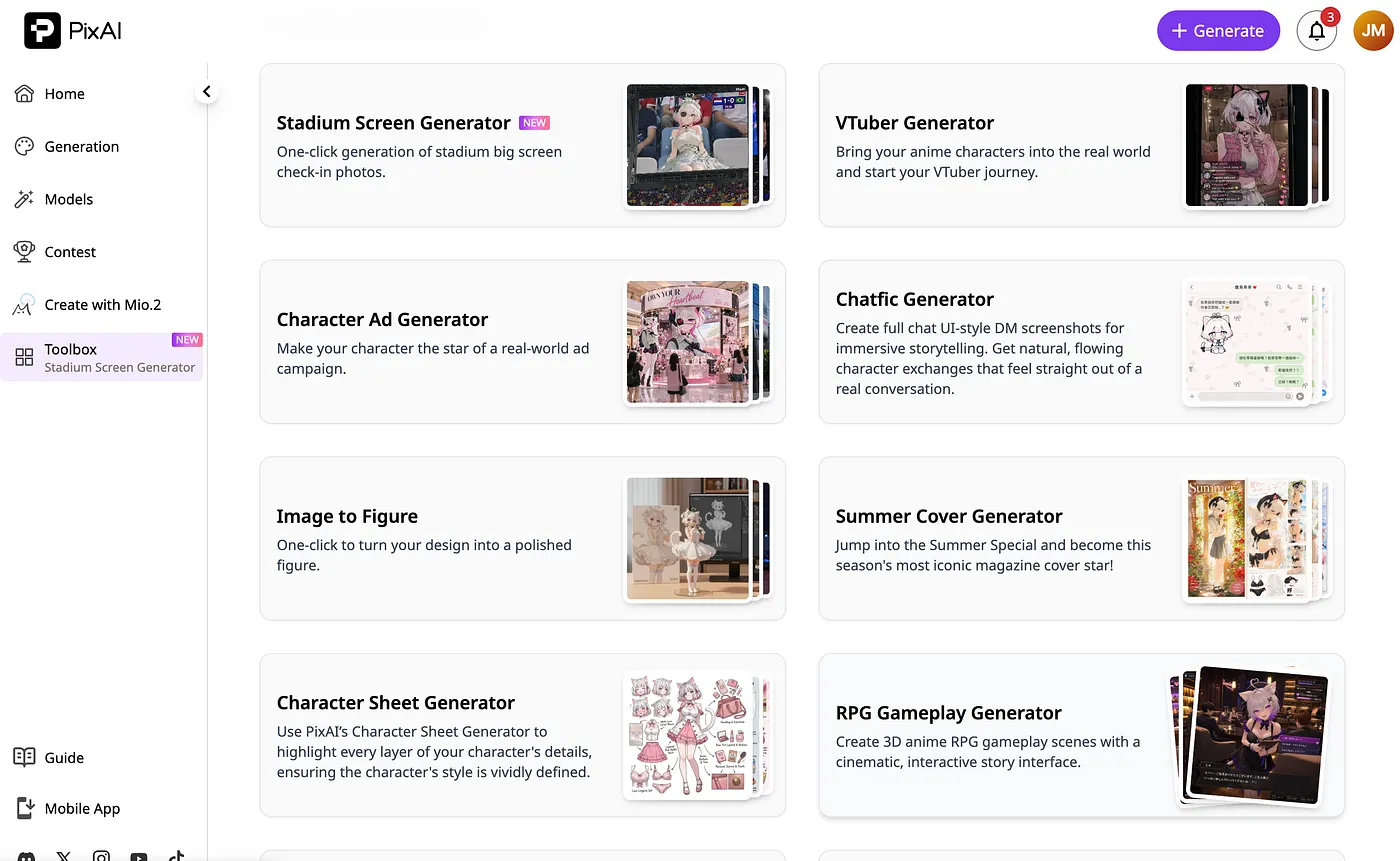 PixAI
Generate
3
JM
Home
Generation
Models
Contest
Create with Mio.2
Toolbox
NEW
Stadium Screen Generator
Guide
Mobile App
Stadium Screen Generator NEW
One-click generation of stadium big screen
check-in photos.
VTuber Generator
Bring your anime characters into the real world
and start your VTuber journey.
Character Ad Generator
Make your character the star of a real-world ad
campaign.
OWN YOUR
Heartbeat
Chatfic Generator
Create full chat UI-style DM screenshots for
immersive storytelling. Get natural, flowing
character exchanges that feel straight out of a
real conversation.
Image to Figure
One-click to turn your design into a polished
figure.
Summer Cover Generator
Jump into the Summer Special and become this
season's most iconic magazine cover star!
Summer
Character Sheet Generator
Use PixAI’s Character Sheet Generator to
highlight every layer of your character's details,
ensuring the character's style is vividly defined.
RPG Gameplay Generator
Create 3D anime RPG gameplay scenes with a
cinematic, interactive story interface.